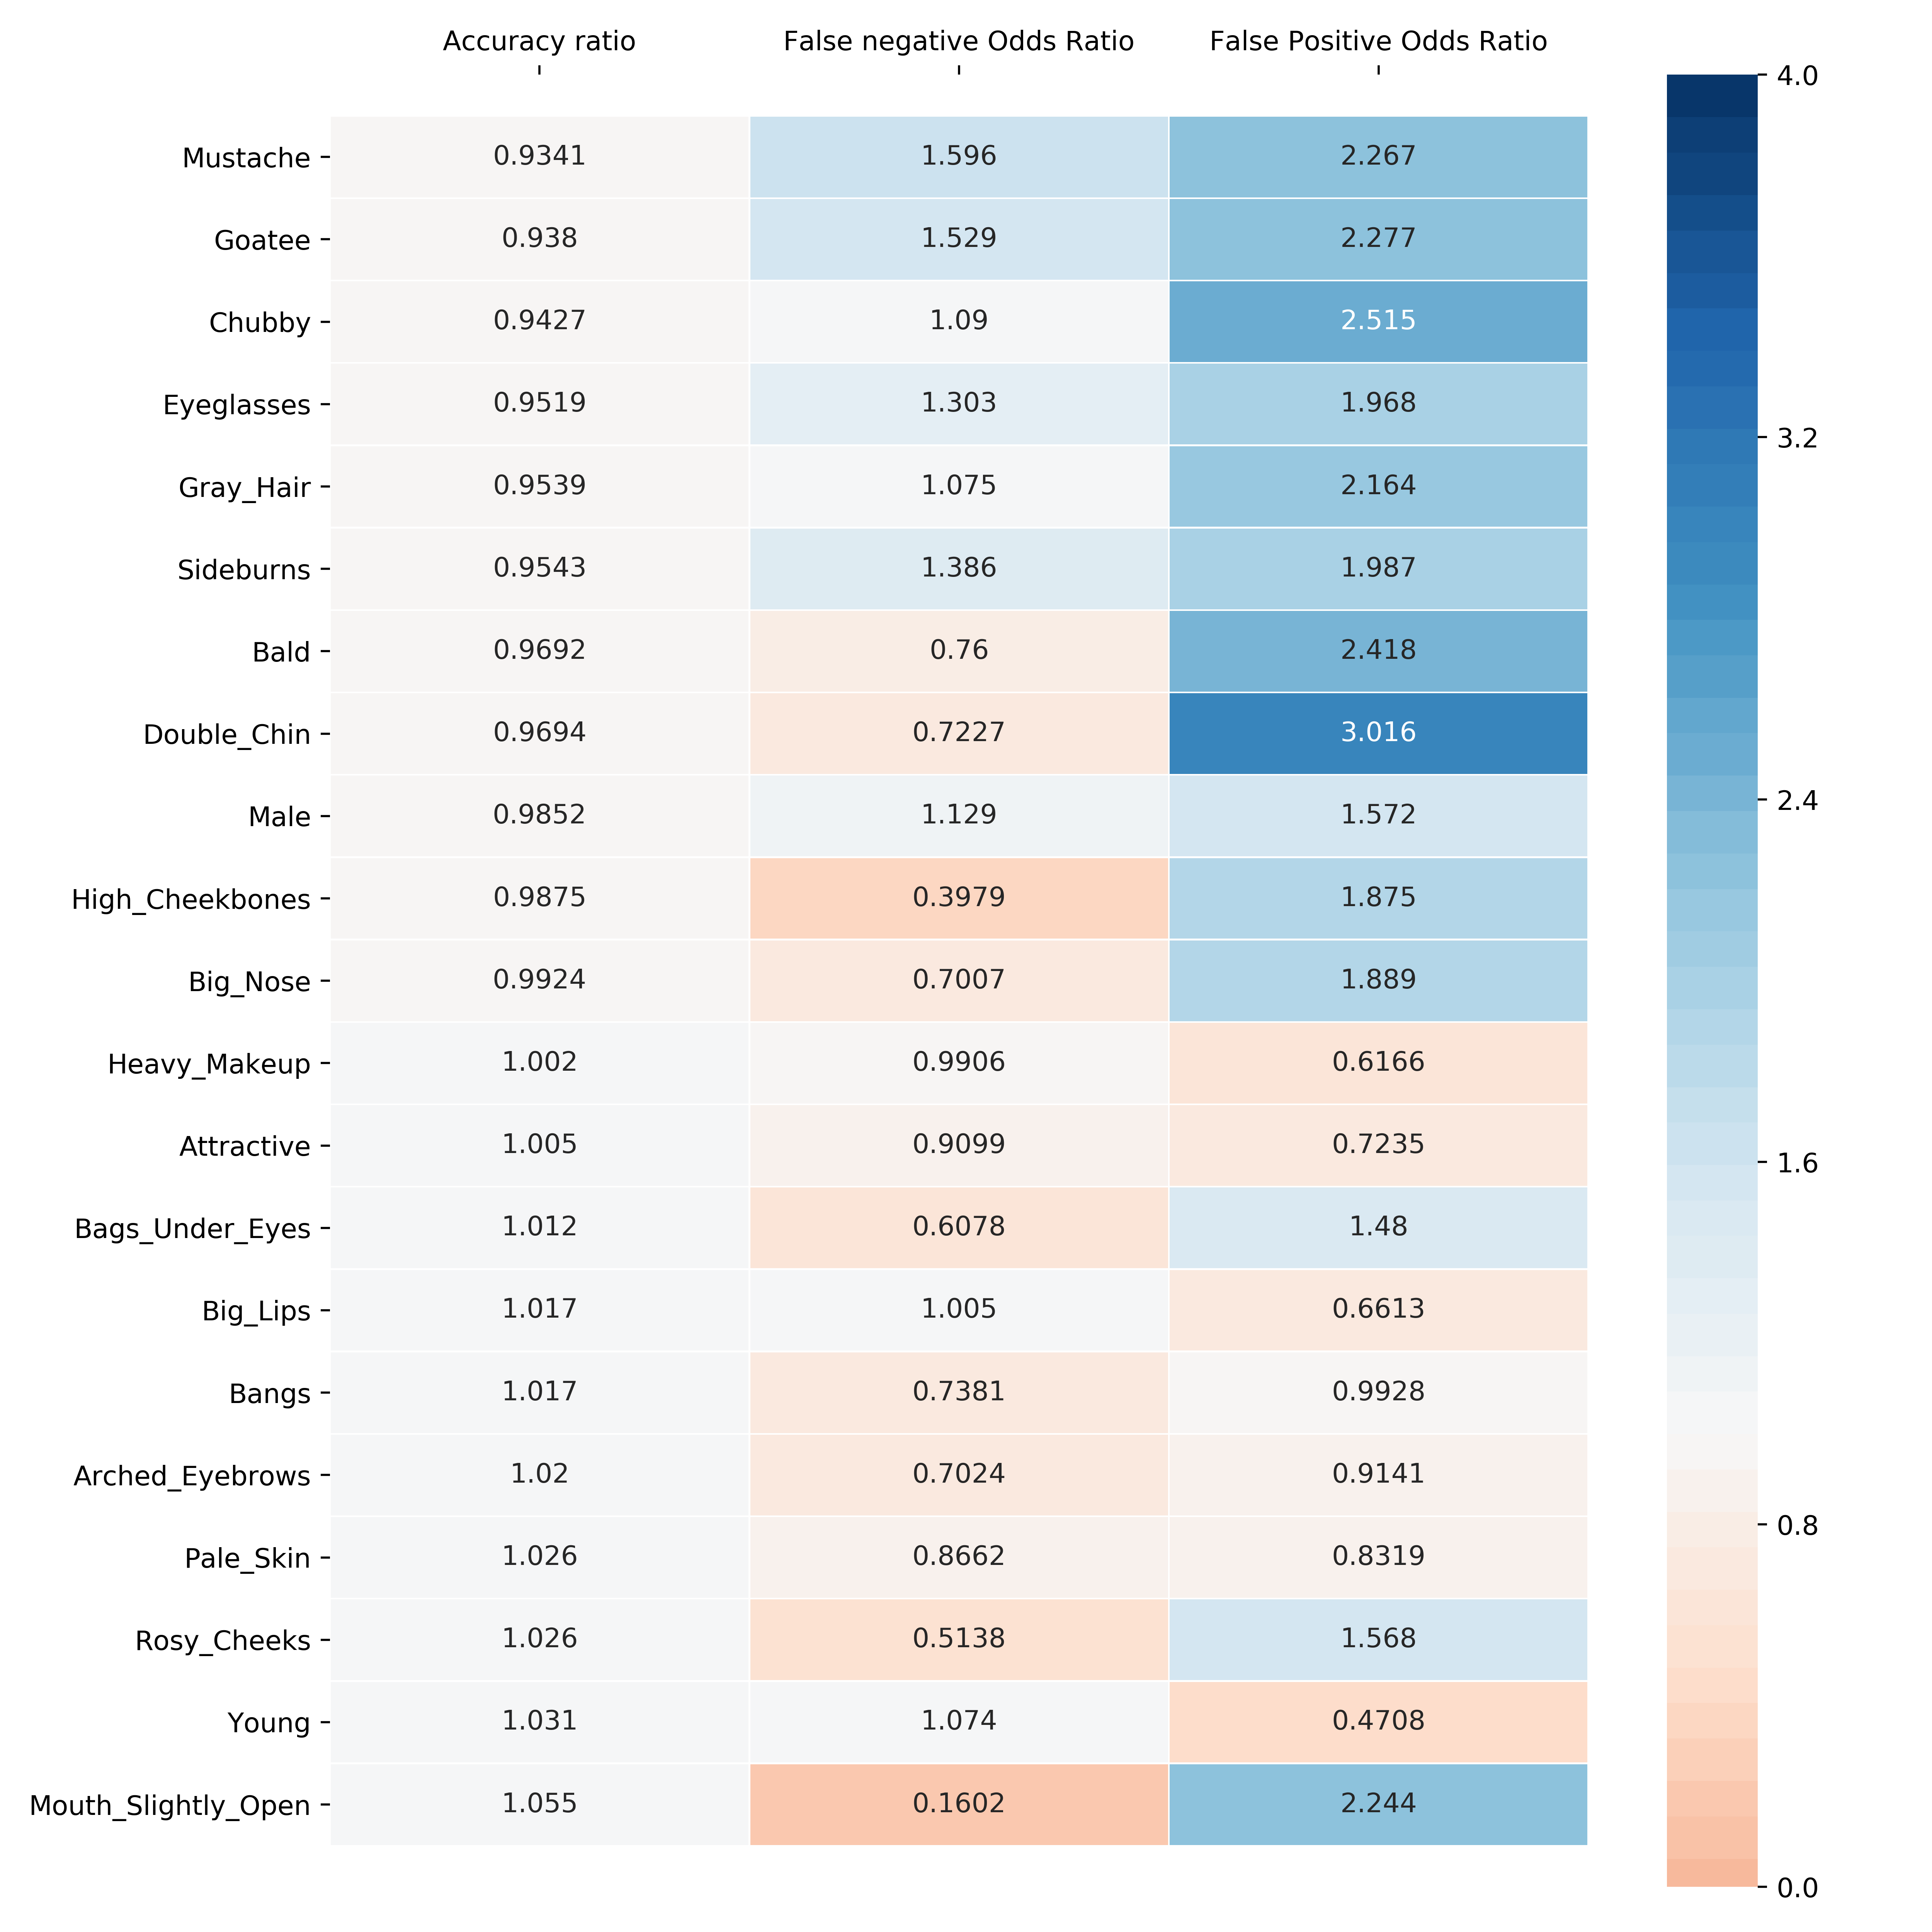 Accuracy ratio False negative Odds Ratio False Positive Odds Ratio
Mustache 0.9341 1.596 2.267
Goatee 0.938 1.529 2.277
Chubby 0.9427 1.09 2.515
Eyeglasses 0.9519 1.303 1.968
Gray_Hair 0.9539 1.075 2.164
Sideburns 0.9543 1.386 1.987
Bald 0.9692 0.76 2.418
Double_Chin 0.9694 0.7227 3.016
Male 0.9852 1.129 1.572
High_Cheekbones 0.9875 0.3979 1.875
Big_Nose 0.9924 0.7007 1.889
Heavy_Makeup 1.002 0.9906 0.6166
Attractive 1.005 0.9099 0.7235
Bags_Under_Eyes 1.012 0.6078 1.48
Big_Lips 1.017 1.005 0.6613
Bangs 1.017 0.7381 0.9928
Arched_Eyebrows 1.02 0.7024 0.9141
Pale_Skin 1.026 0.8662 0.8319
Rosy_Cheeks 1.026 0.5138 1.568
Young 1.031 1.074 0.4708
Mouth_Slightly_Open 1.055 0.1602 2.244
4.0
3.2
2.4
1.6
0.8
0.0